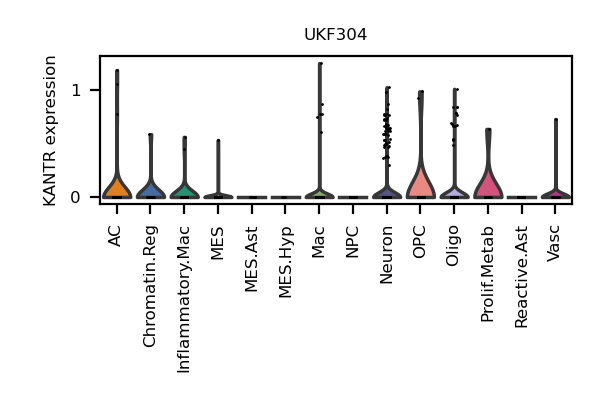 UKF304
KANTR expression
1
0
AC
Chromatin.Reg
Inflammatory.Mac
MES
MES.Ast
MES.Hyp
Mac
NPC
Neuron
OPC
Oligo
Prolif.Metab
Reactive.Ast
Vasc